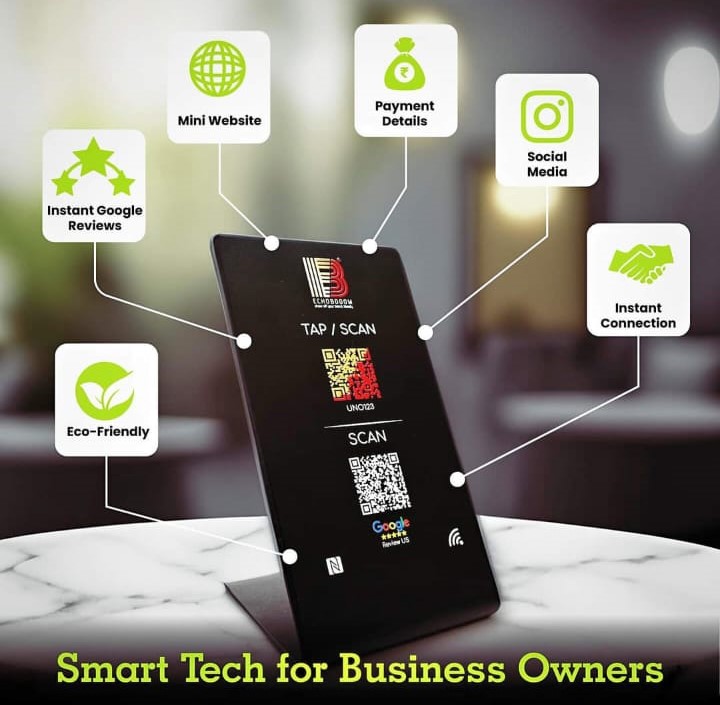 Mini Website
Payment
Details
Social
Media
Instant Google
Reviews
Instant
Connection
Eco-Friendly
ECHOBOOOM
TAP / SCAN
UNO123
SCAN
Google
Review US
Smart Tech for Business Owners